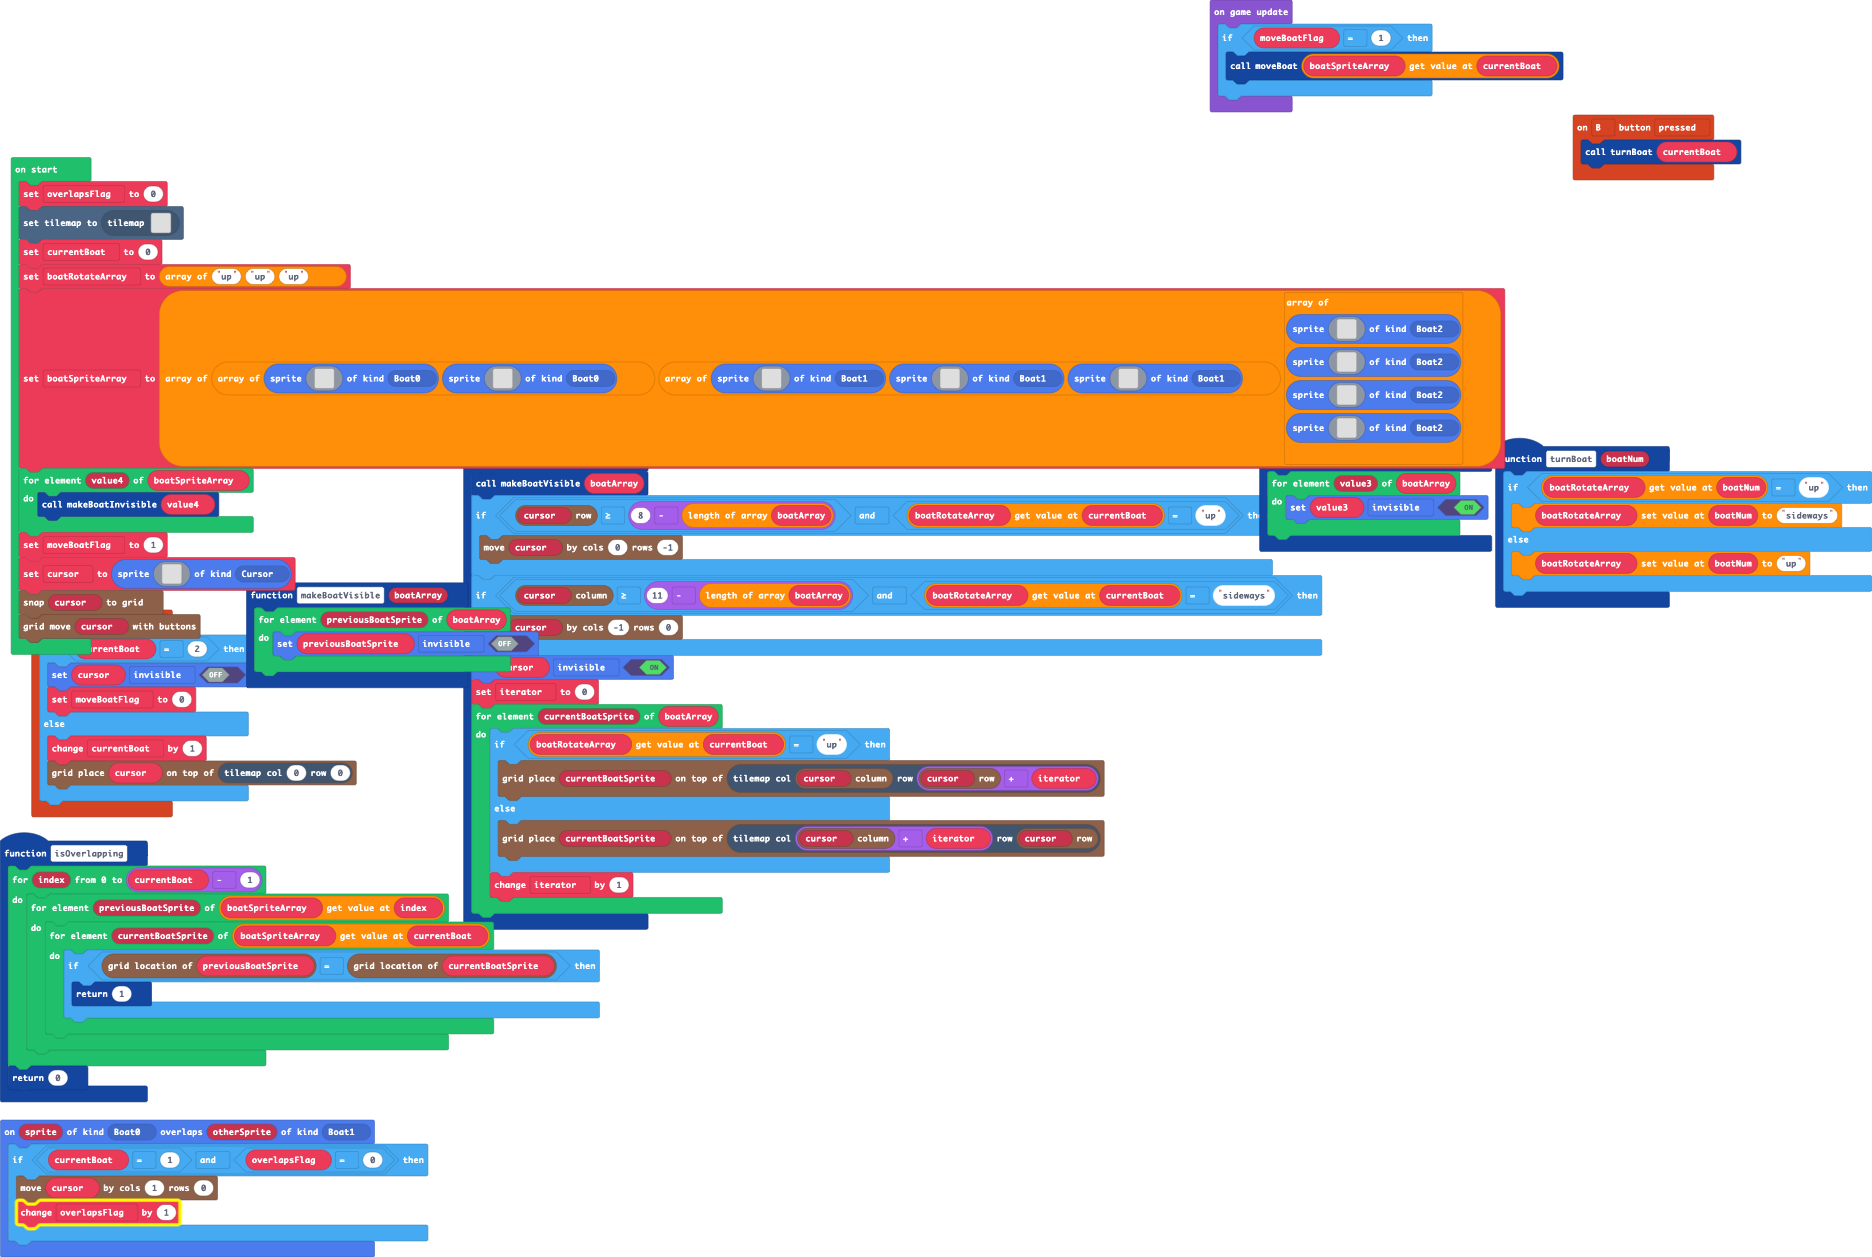 on game update
if moveBoatFlag = 1 then
call moveBoat boatSpriteArray get value at currentBoat
on B button pressed
call turnBoat currentBoat
on start
set overlapsFlag to 0
set tilemap to tilemap
set currentBoat to 0
set boatRotateArray to array of "up" "up" "up"
set boatSpriteArray to array of array of sprite of kind Boat0 sprite of kind Boat0 array of sprite of kind Boat1 sprite of kind Boat1 sprite of kind Boat1 array of
sprite of kind Boat2
sprite of kind Boat2
sprite of kind Boat2
sprite of kind Boat2
for element value4 of boatSpriteArray
do call makeBoatInvisible value4
set moveBoatFlag to 1
set cursor to sprite of kind Cursor
snap cursor to grid
grid move cursor with buttons
currentBoat = 2 then
set cursor invisible OFF
set moveBoatFlag to 0
else
change currentBoat by 1
grid place cursor on top of tilemap col 0 row 0
function makeBoatVisible boatArray
for element previousBoatSprite of boatArray
do set previousBoatSprite invisible OFF
call makeBoatVisible boatArray
if cursor row ≥ 8 - length of array boatArray and boatRotateArray get value at currentBoat = "up" the
move cursor by cols 0 rows -1
if cursor column ≥ 11 - length of array boatArray and boatRotateArray get value at currentBoat = "sideways" then
cursor by cols -1 rows 0
ursor invisible ON
set iterator to 0
for element currentBoatSprite of boatArray
do if boatRotateArray get value at currentBoat = "up" then
grid place currentBoatSprite on top of tilemap col cursor column row cursor row + iterator
else
grid place currentBoatSprite on top of tilemap col cursor column + iterator row cursor row
change iterator by 1
for element value3 of boatArray
do set value3 invisible ON
unction turnBoat boatNum
if boatRotateArray get value at boatNum = "up" then
boatRotateArray set value at boatNum to "sideways"
else
boatRotateArray set value at boatNum to "up"
function isOverlapping
for index from 0 to currentBoat - 1
do for element previousBoatSprite of boatSpriteArray get value at index
do for element currentBoatSprite of boatSpriteArray get value at currentBoat
do if grid location of previousBoatSprite = grid location of currentBoatSprite then
return 1
return 0
on sprite of kind Boat0 overlaps otherSprite of kind Boat1
if currentBoat = 1 and overlapsFlag = 0 then
move cursor by cols 1 rows 0
change overlapsFlag by 1